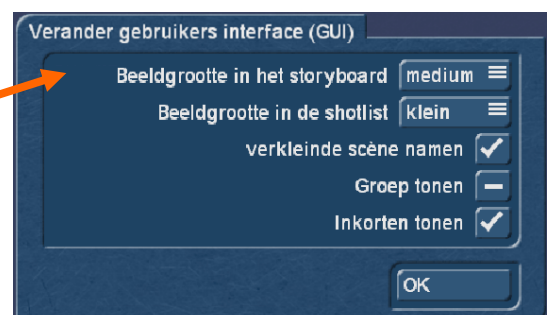 Verander gebruikers interface (GUI)
Beeldgrootte in het storyboard medium
Beeldgrootte in de shotlist klein
verkleinde scène namen
Groep tonen
Inkorten tonen
OK